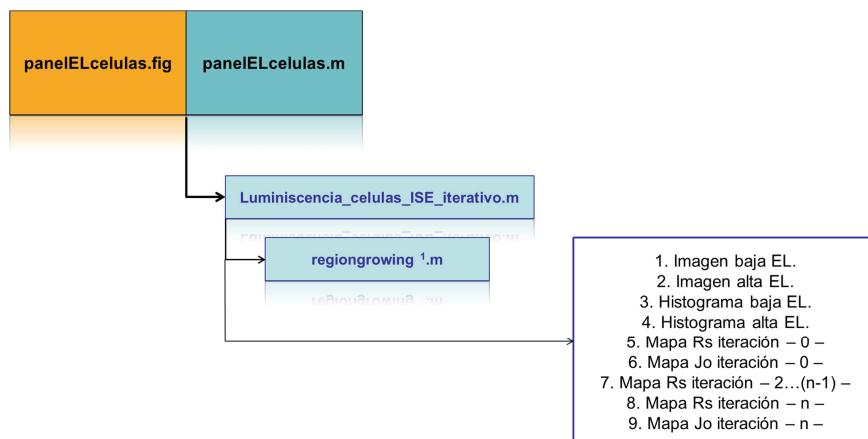 panelELcelulas.fig
panelELcelulas.m
Luminiscencia_celulas_ISE_iterativo.m
regiongrowing ¹.m
1. Imagen baja EL.
2. Imagen alta EL.
3. Histograma baja EL.
4. Histograma alta EL.
5. Mapa Rs iteración – 0 –
6. Mapa Jo iteración – 0 –
7. Mapa Rs iteración – 2…(n-1) –
8. Mapa Rs iteración – n –
9. Mapa Jo iteración – n –